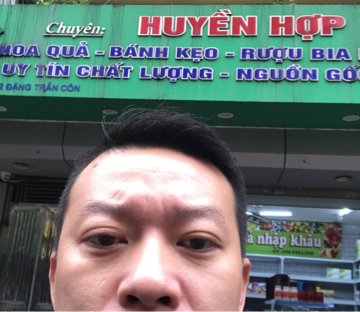 Chuyên: HUYỀN HỢP
HOA QUẢ - BÁNH KẸO - RƯỢU BIA
UY TÍN CHẤT LƯỢNG - NGUỒN GỐ
ĐẶNG TRẦN CÔN
nhập khẩu